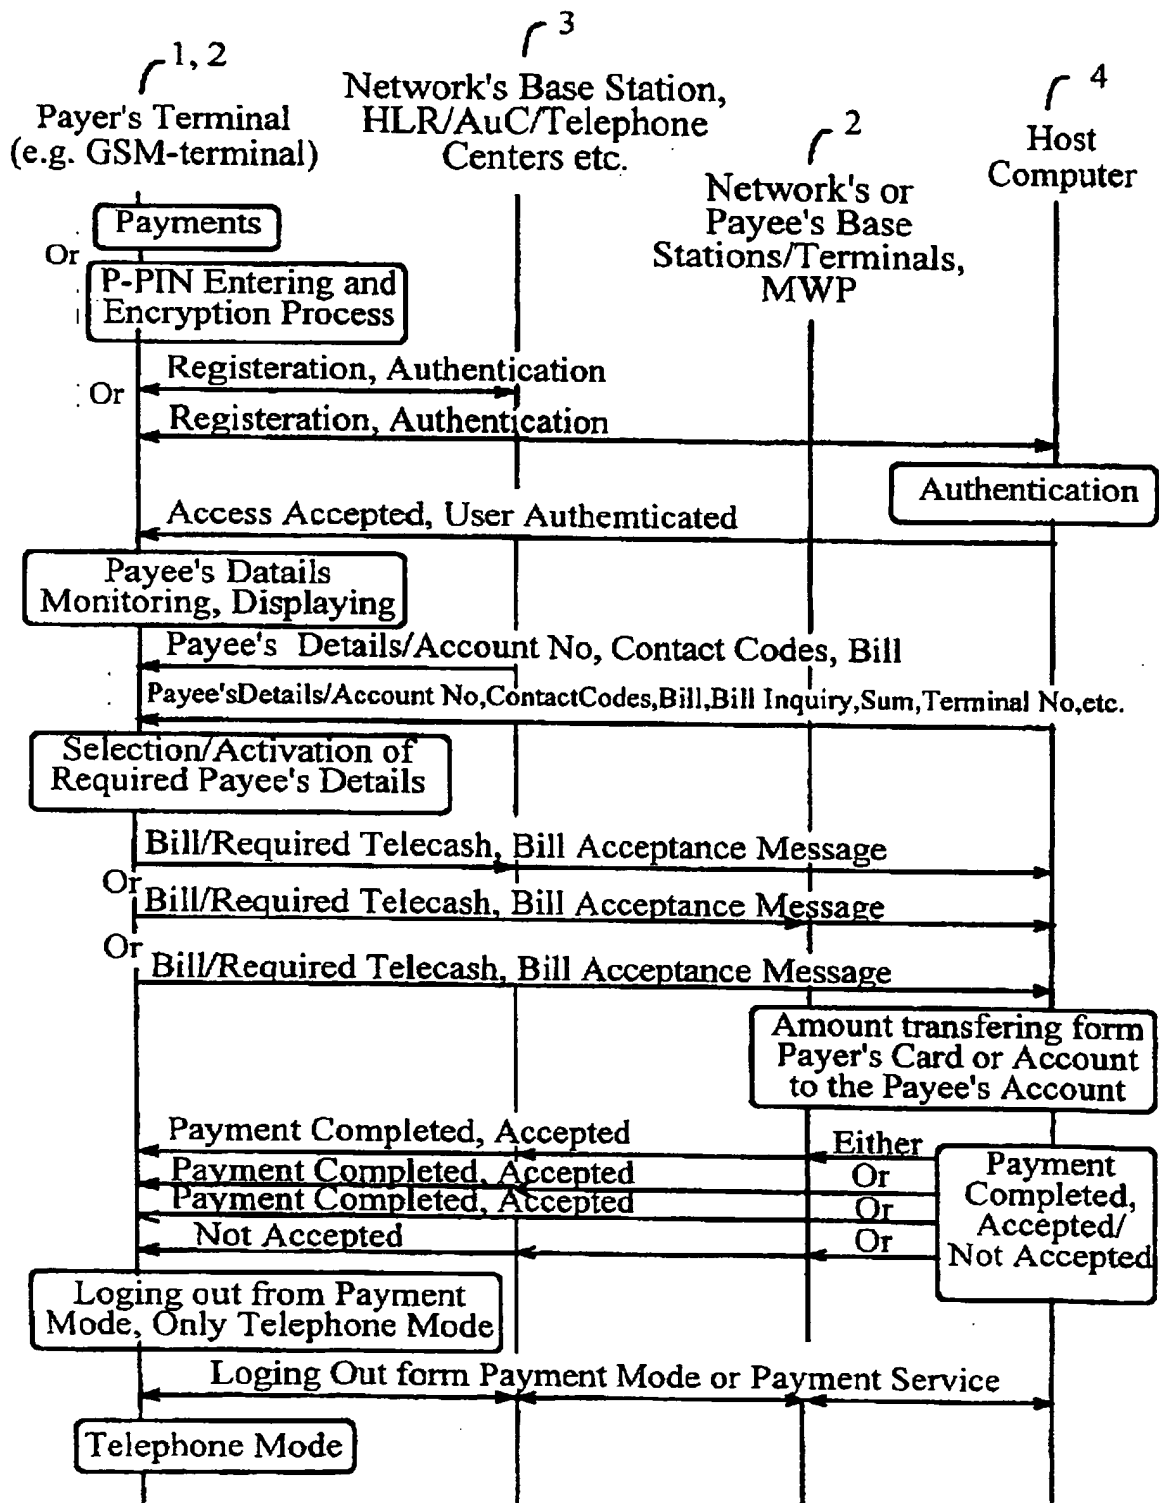 1, 2
3
2
4
Payer's Terminal
(e.g. GSM-terminal)
Network's Base Station,
HLR/AuC/Telephone
Centers etc.
Network's or
Payee's Base
Stations/Terminals,
MWP
Host
Computer
Payments
Or
P-PIN Entering and
Encryption Process
Registeration, Authentication
Or
Registeration, Authentication
Authentication
Access Accepted, User Authemticated
Payee's Datails
Monitoring, Displaying
Payee's Details/Account No, Contact Codes, Bill
Payee'sDetails/Account No,ContactCodes,Bill,Bill Inquiry,Sum,Terminal No,etc.
Selection/Activation of
Required Payee's Details
Bill/Required Telecash, Bill Acceptance Message
Or
Bill/Required Telecash, Bill Acceptance Message
Or
Bill/Required Telecash, Bill Acceptance Message
Amount transfering form
Payer's Card or Account
to the Payee's Account
Payment Completed, Accepted
Either
Payment Completed, Accepted
Or
Payment Completed, Accepted
Or
Not Accepted
Or
Payment
Completed,
Accepted/
Not Accepted
Loging out from Payment
Mode, Only Telephone Mode
Loging Out form Payment Mode or Payment Service
Telephone Mode